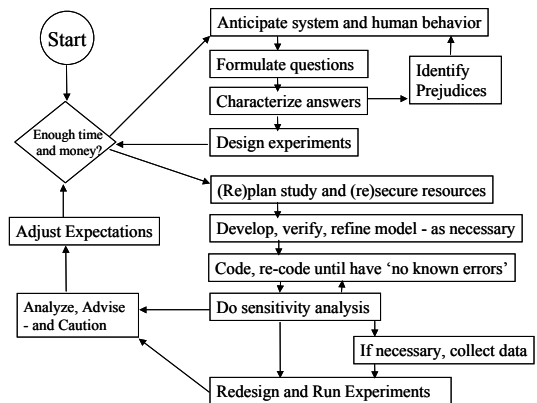 Start
Anticipate system and human behavior
Formulate questions
Identify
Prejudices
Characterize answers
Enough time
and money?
Design experiments
(Re)plan study and (re)secure resources
Adjust Expectations
Develop, verify, refine model - as necessary
Code, re-code until have ‘no known errors’
Analyze, Advise
- and Caution
Do sensitivity analysis
If necessary, collect data
Redesign and Run Experiments